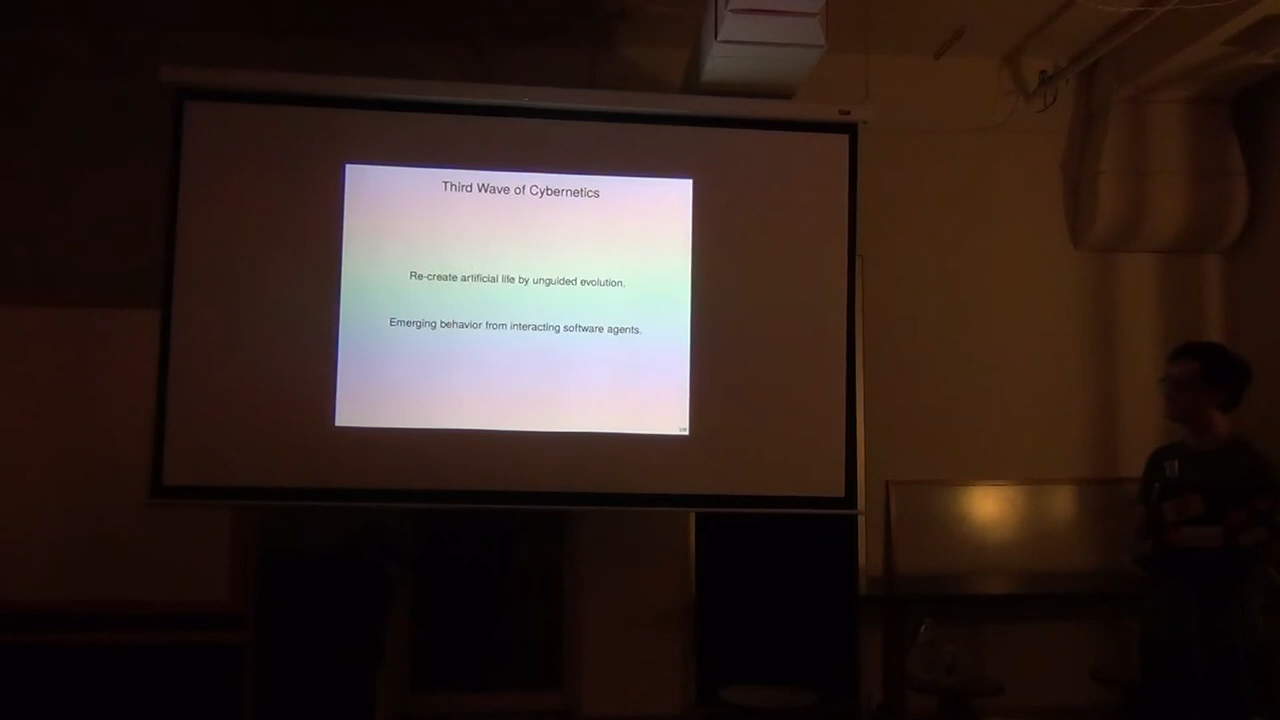 Third Wave of Cybernetics
Re-create artificial life by unguided evolution.
Emerging behavior from interacting software agents.